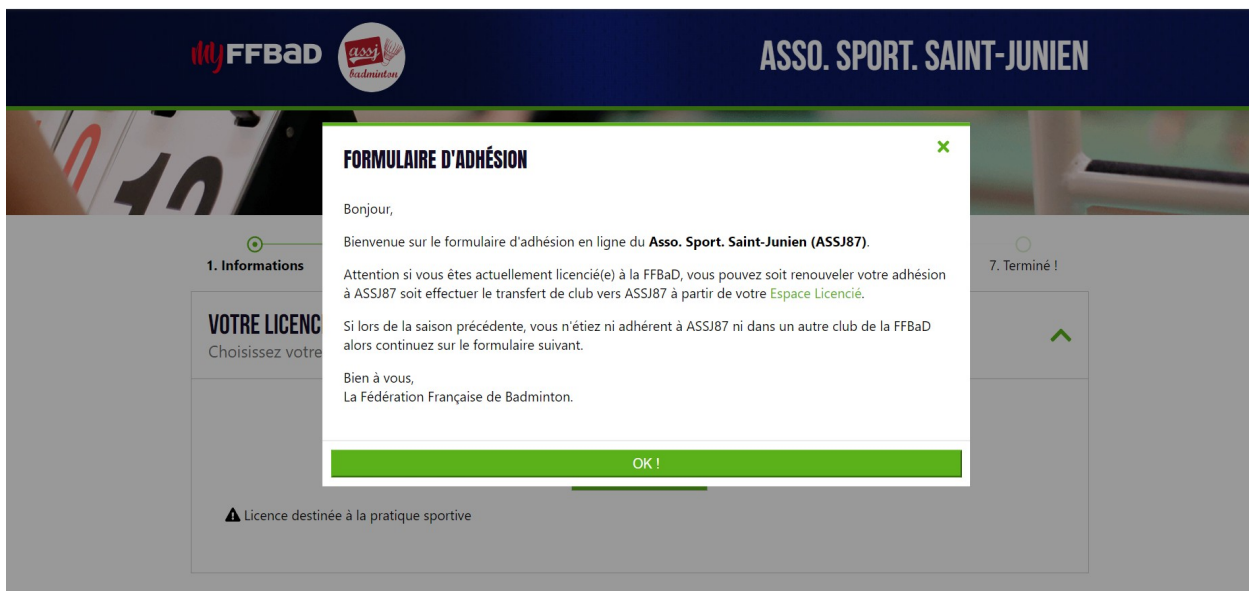 myFFBaD
assj
badminton
ASSO. SPORT. SAINT-JUNIEN
FORMULAIRE D'ADHÉSION
Bonjour,
Bienvenue sur le formulaire d'adhésion en ligne du Asso. Sport. Saint-Junien (ASSJ87).
Attention si vous êtes actuellement licencié(e) à la FFBaD, vous pouvez soit renouveler votre adhésion
à ASSJ87 soit effectuer le transfert de club vers ASSJ87 à partir de votre Espace Licencié.
Si lors de la saison précédente, vous n'étiez ni adhérent à ASSJ87 ni dans un autre club de la FFBaD
alors continuez sur le formulaire suivant.
Bien à vous,
La Fédération Française de Badminton.
OK !
1. Informations
7. Terminé !
VOTRE LICENC
Choisissez votre
Licence destinée à la pratique sportive